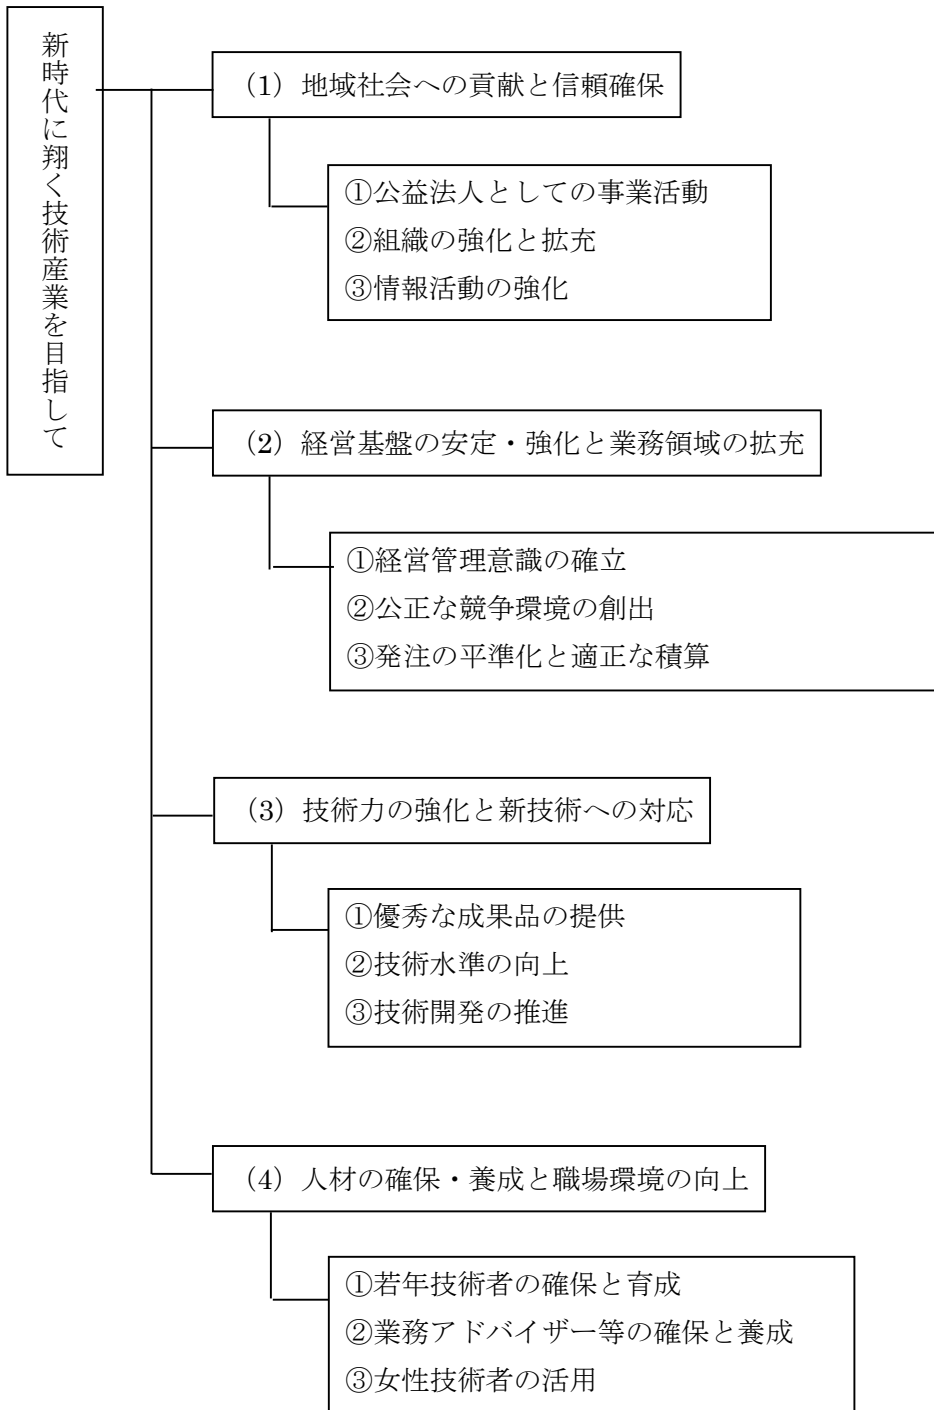 新時代に翔く技術産業を目指して
（1）地域社会への貢献と信頼確保
①公益法人としての事業活動
②組織の強化と拡充
③情報活動の強化
（2）経営基盤の安定・強化と業務領域の拡充
①経営管理意識の確立
②公正な競争環境の創出
③発注の平準化と適正な積算
（3）技術力の強化と新技術への対応
①優秀な成果品の提供
②技術水準の向上
③技術開発の推進
（4）人材の確保・養成と職場環境の向上
①若年技術者の確保と育成
②業務アドバイザー等の確保と養成
③女性技術者の活用